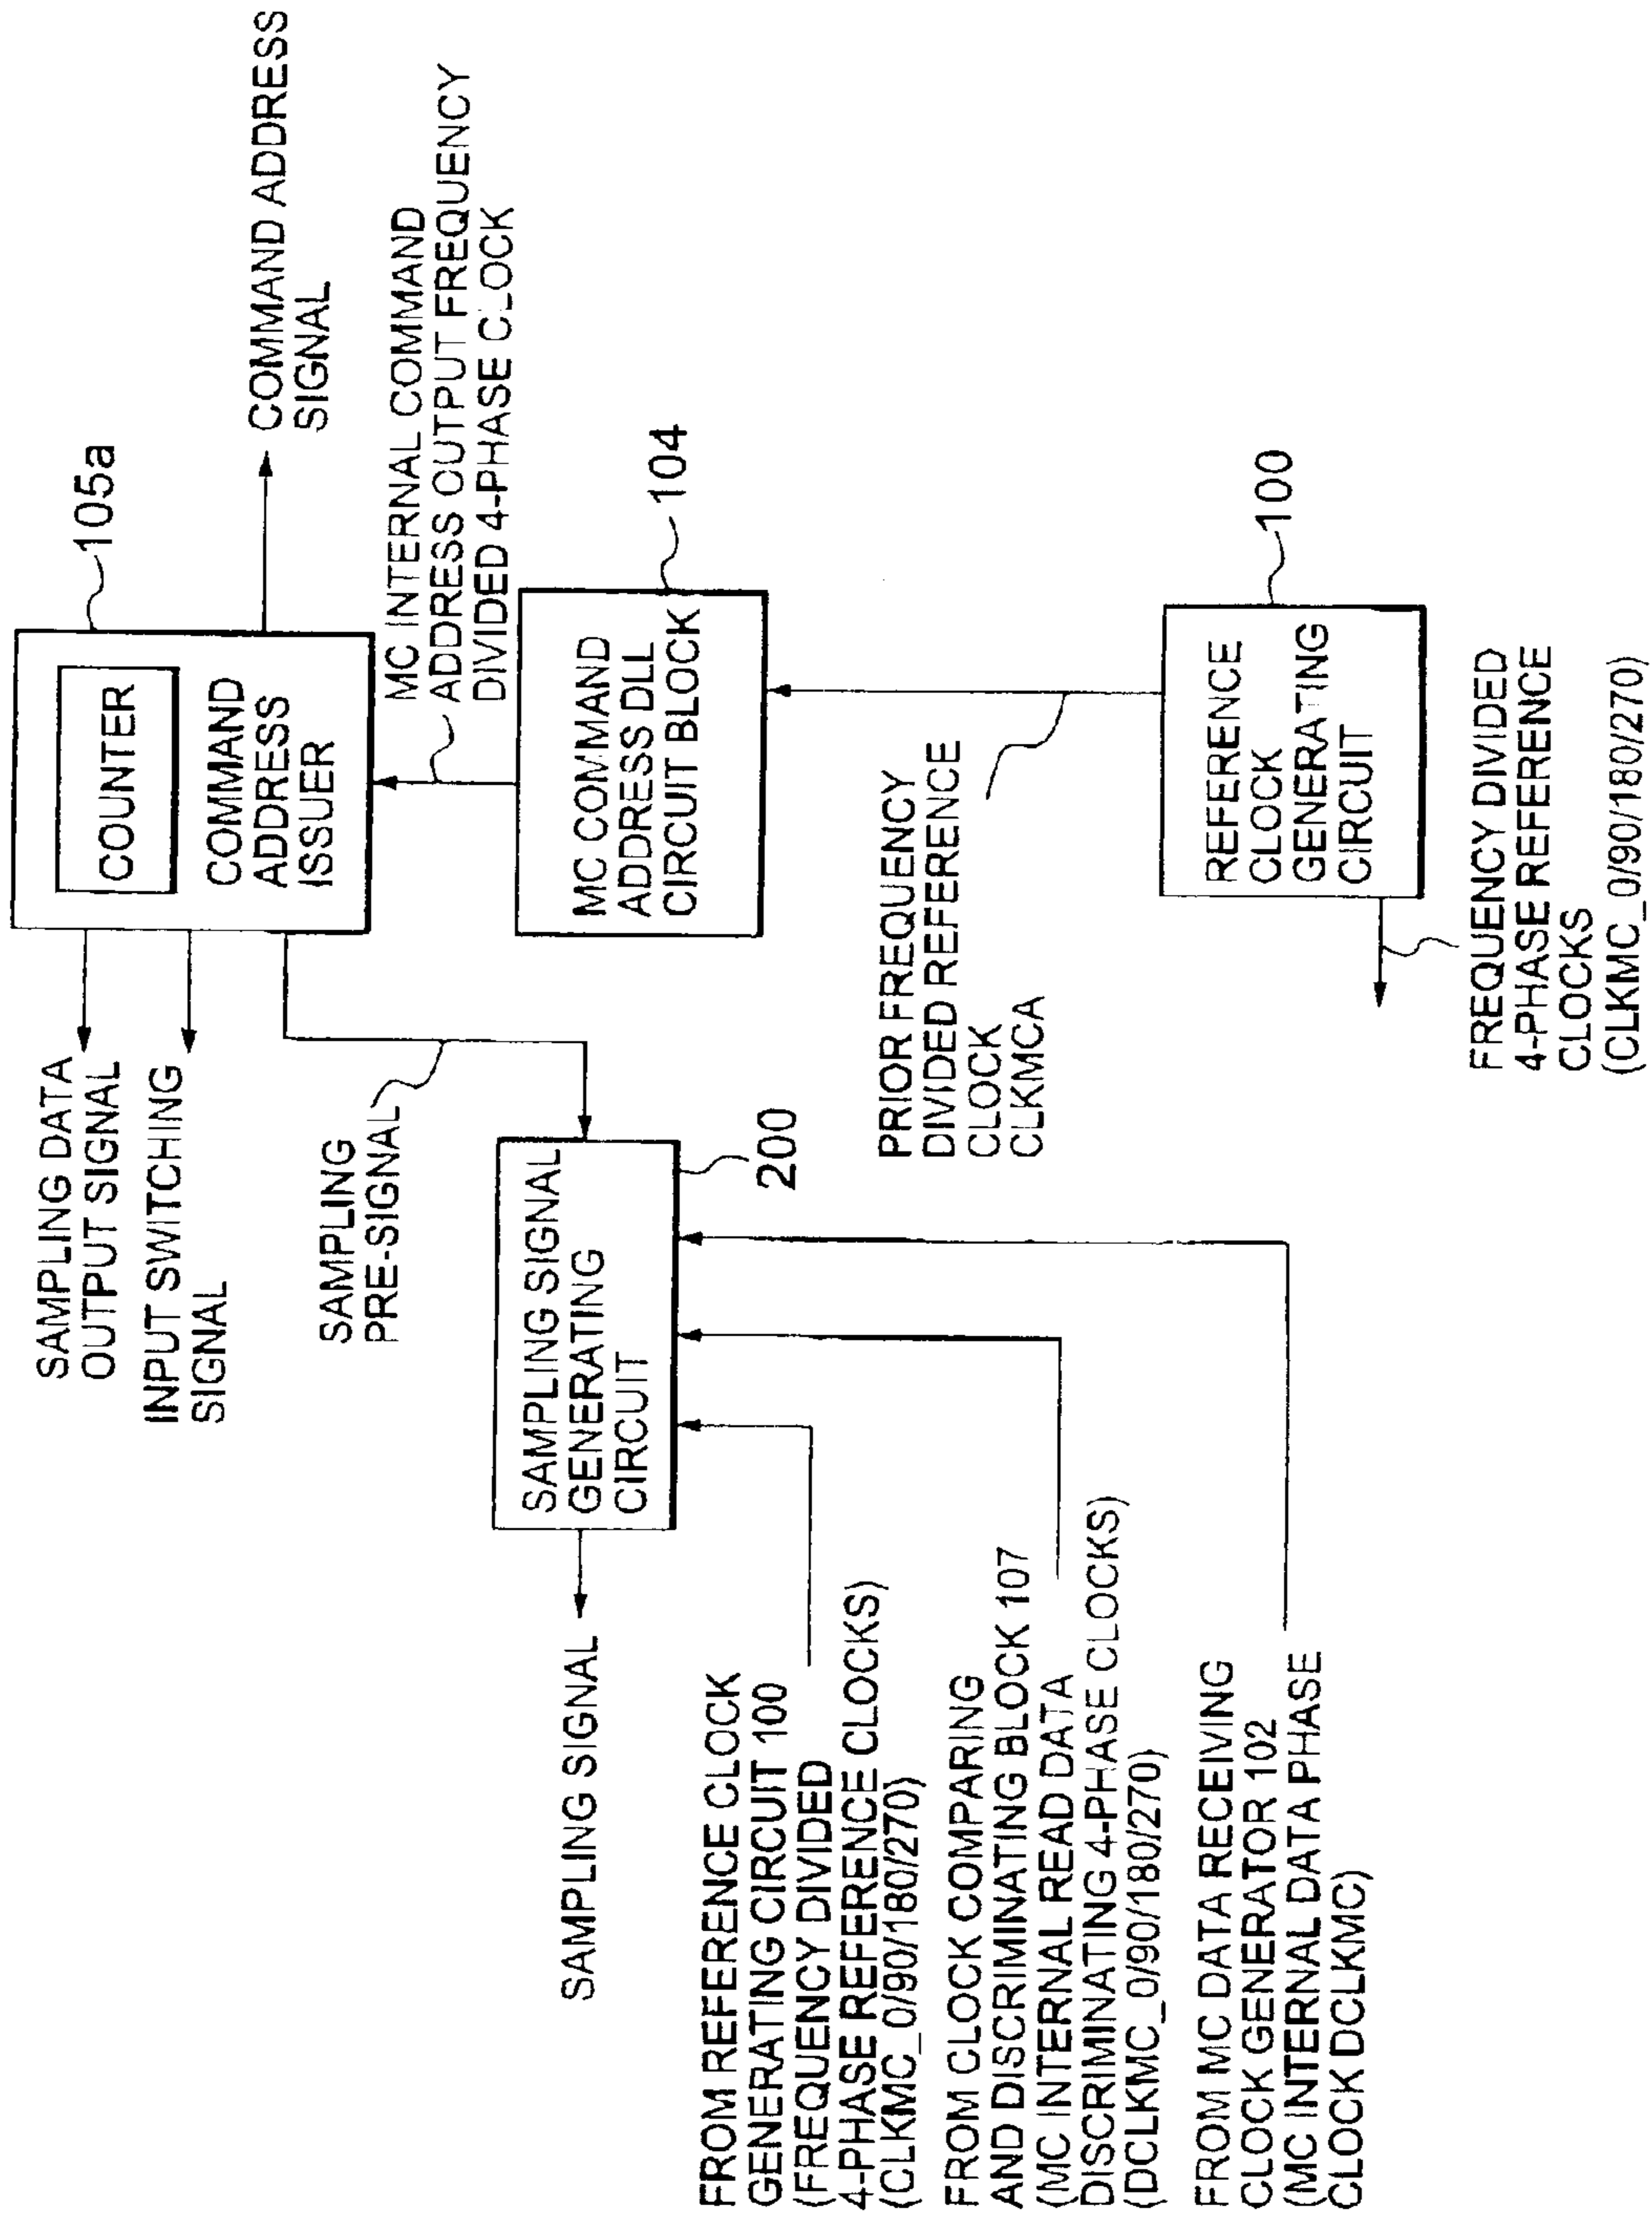 SAMPLING DATA
OUTPUT SIGNAL
INPUT SWITCHING
SIGNAL
COUNTER
COMMAND
ADDRESS
ISSUER
105a
COMMAND ADDRESS
SIGNAL
SAMPLING
PRE-SIGNAL
MC INTERNAL COMMAND
ADDRESS OUTPUT FREQUENCY
DIVIDED 4-PHASE CLOCK
SAMPLING SIGNAL
SAMPLING SIGNAL
GENERATING
CIRCUIT
200
MC COMMAND
ADDRESS DLL
CIRCUIT BLOCK
104
FROM REFERENCE CLOCK
GENERATING CIRCUIT 100
(FREQUENCY DIVIDED
4-PHASE REFERENCE CLOCKS)
(CLKMC_0/90/180/270)
PRIOR FREQUENCY
DIVIDED REFERENCE
CLOCK
CLKMCA
FROM CLOCK COMPARING
AND DISCRIMINATING BLOCK 107
(MC INTERNAL READ DATA
DISCRIMINATING 4-PHASE CLOCKS)
(DCLKMC_0/90/180/270)
FROM MC DATA RECEIVING
CLOCK GENERATOR 102
(MC INTERNAL DATA PHASE
CLOCK DCLKMC)
REFERENCE
CLOCK
GENERATING
CIRCUIT
100
FREQUENCY DIVIDED
4-PHASE REFERENCE
CLOCKS
(CLKMC_0/90/180/270)